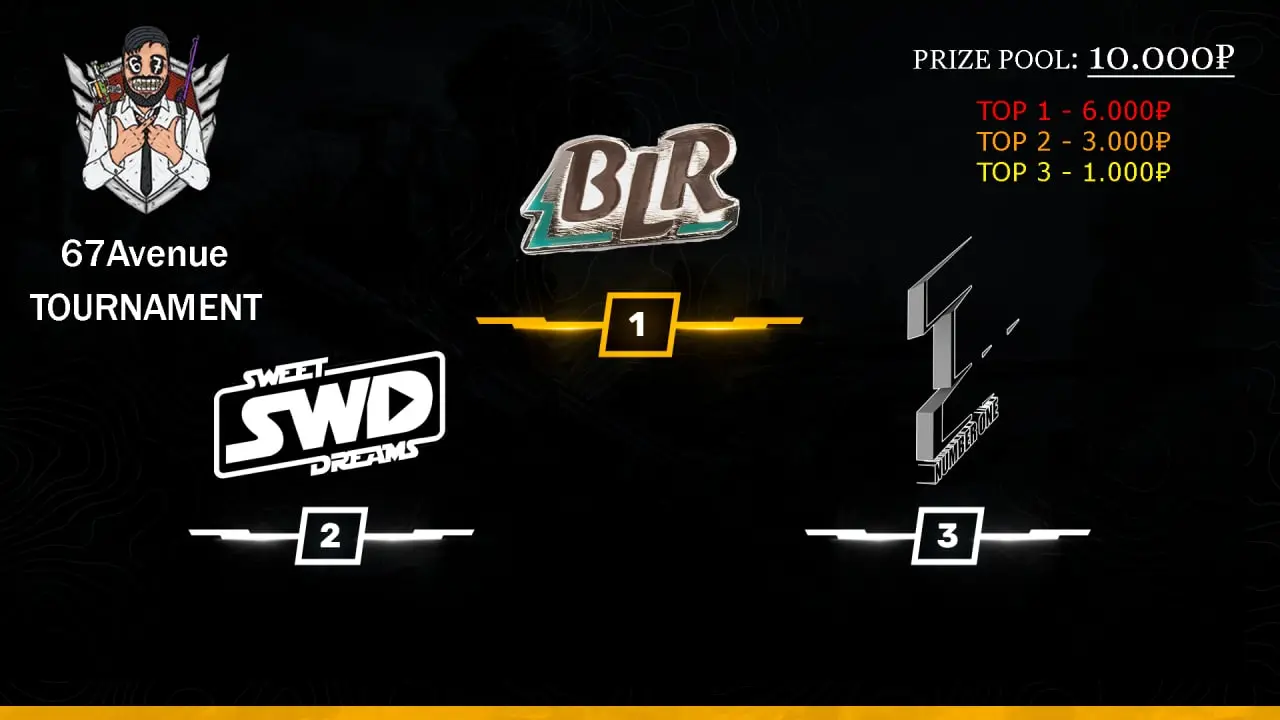 67
67Avenue
TOURNAMENT
PRIZE POOL: 10.000₽
TOP 1 - 6.000₽
TOP 2 - 3.000₽
TOP 3 - 1.000₽
BLR
1
SWEET
SWD
DREAMS
2
NUMBER ONE
3